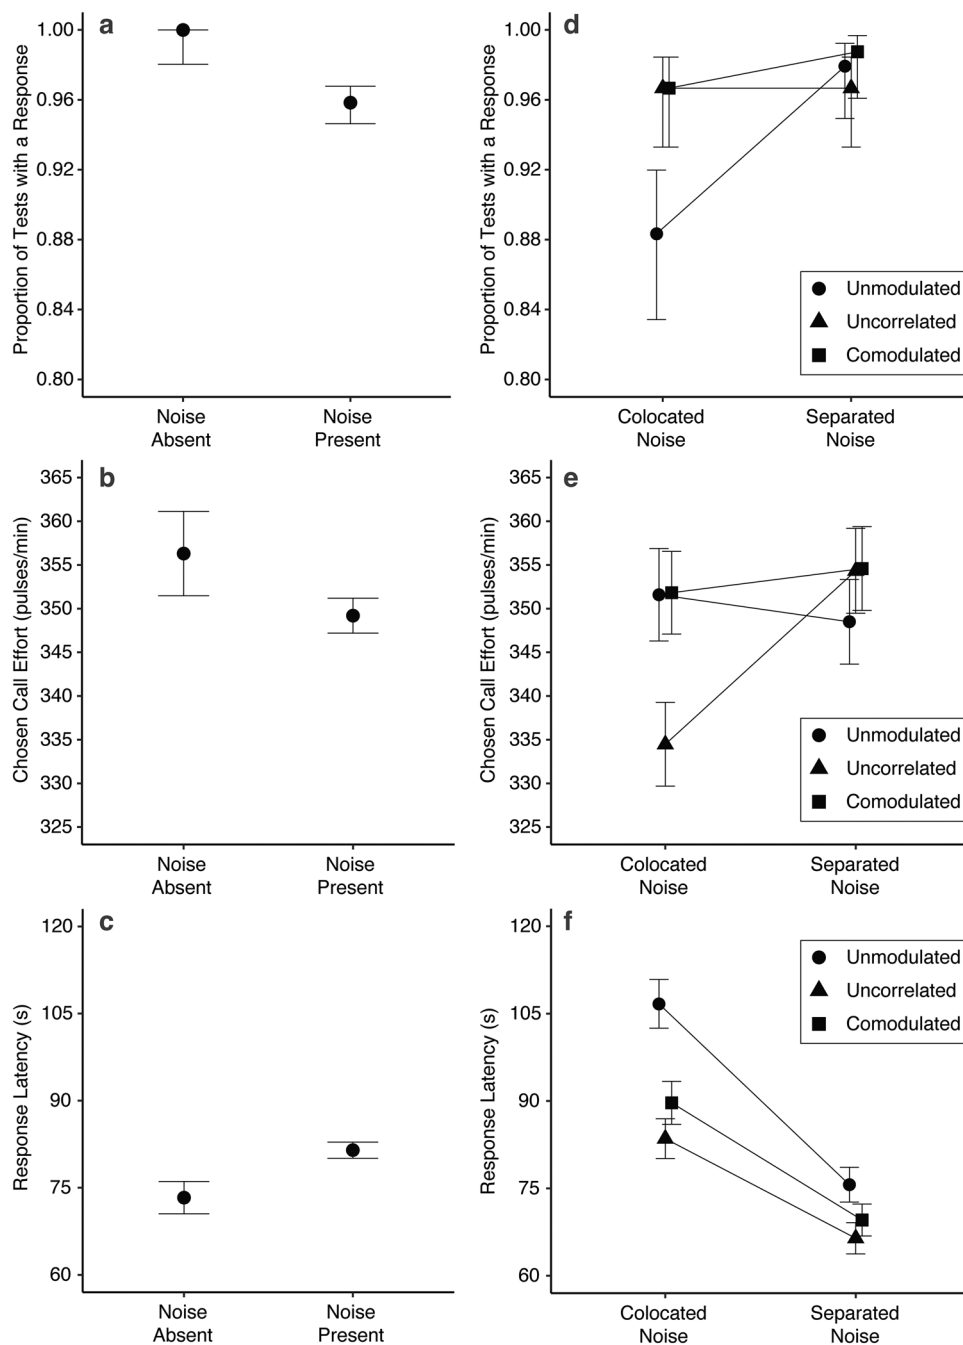 a
Proportion of Tests with a Response
1.00
0.96
0.92
0.88
0.84
0.80
Noise
Absent
Noise
Present
d
Proportion of Tests with a Response
1.00
0.96
0.92
0.88
0.84
0.80
Unmodulated
Uncorrelated
Comodulated
Colocated
Noise
Separated
Noise
b
Chosen Call Effort (pulses/min)
365
360
355
350
345
340
335
330
325
Noise
Absent
Noise
Present
e
Chosen Call Effort (pulses/min)
365
360
355
350
345
340
335
330
325
Unmodulated
Uncorrelated
Comodulated
Colocated
Noise
Separated
Noise
c
Response Latency (s)
120
105
90
75
60
Noise
Absent
Noise
Present
f
Response Latency (s)
120
105
90
75
60
Unmodulated
Uncorrelated
Comodulated
Colocated
Noise
Separated
Noise